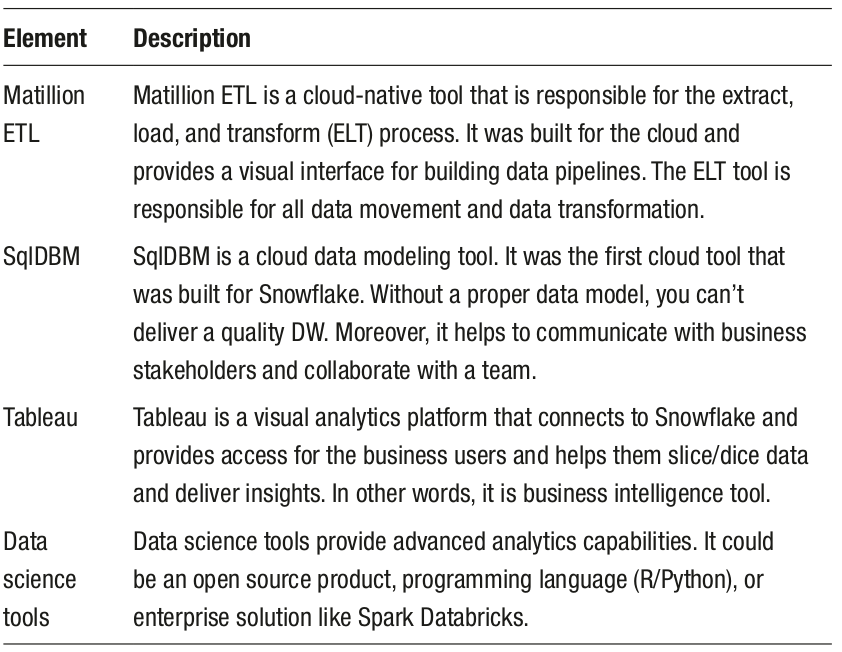 Element Description
Matillion Matillion ETL is a cloud-native tool that is responsible for the extract,
ETL load, and transform (ELT) process. It was built for the cloud and
provides a visual interface for building data pipelines. The ELT tool is
responsible for all data movement and data transformation.
SqlDBM SqlDBM is a cloud data modeling tool. It was the first cloud tool that
was built for Snowflake. Without a proper data model, you can’t
deliver a quality DW. Moreover, it helps to communicate with business
stakeholders and collaborate with a team.
Tableau Tableau is a visual analytics platform that connects to Snowflake and
provides access for the business users and helps them slice/dice data
and deliver insights. In other words, it is business intelligence tool.
Data Data science tools provide advanced analytics capabilities. It could
science be an open source product, programming language (R/Python), or
tools enterprise solution like Spark Databricks.